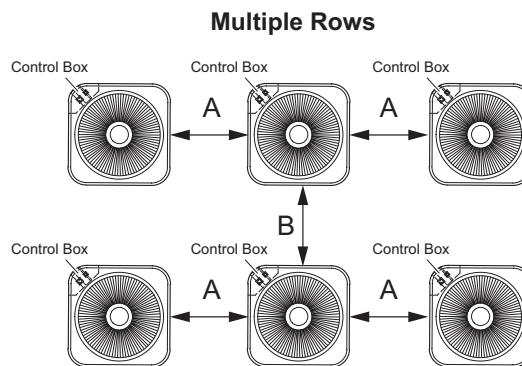 Multiple Rows
Control Box Control Box Control Box
A A
B
Control Box Control Box Control Box
A A